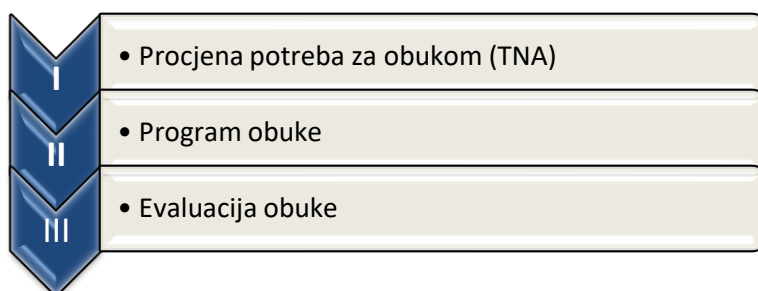 I
• Procjena potreba za obukom (TNA)
II
• Program obuke
III
• Evaluacija obuke